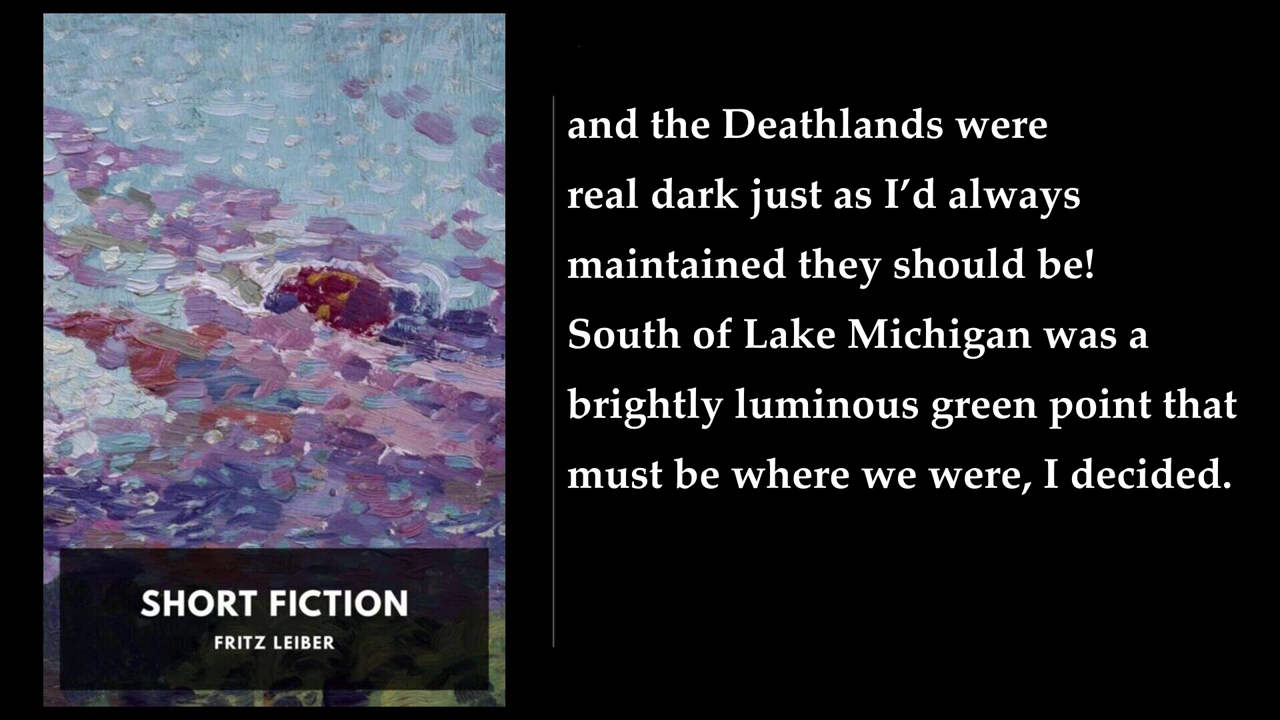 SHORT FICTION
FRITZ LEIBER
and the Deathlands were
real dark just as I’d always
maintained they should be!
South of Lake Michigan was a
brightly luminous green point that
must be where we were, I decided.